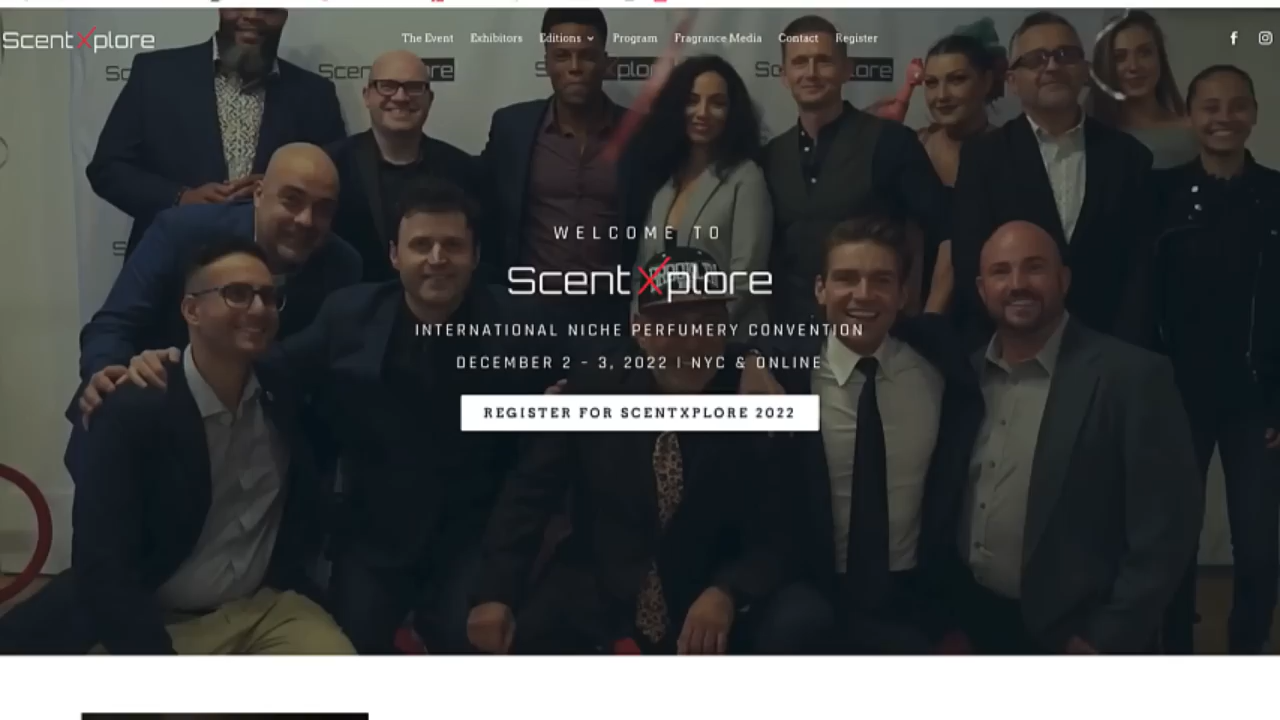 ScentXplore
The Event Exhibitors Editions Program Fragrance.Media Contact Register
WELCOME TO
ScentXplore
INTERNATIONAL NICHE PERFUMERY CONVENTION
DECEMBER 2 - 3, 2022 | NYC & ONLINE
REGISTER FOR SCENTXPLORE 2022